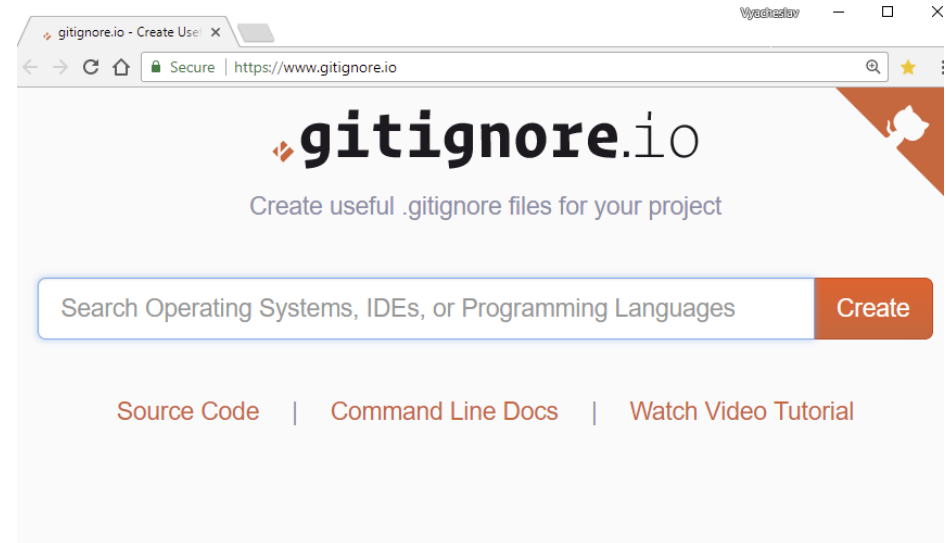 Vyacheslav
gitignore.io - Create Use
Secure | https://www.gitignore.io
.gitignore.io
Create useful .gitignore files for your project
Search Operating Systems, IDEs, or Programming Languages
Create
Source Code | Command Line Docs | Watch Video Tutorial